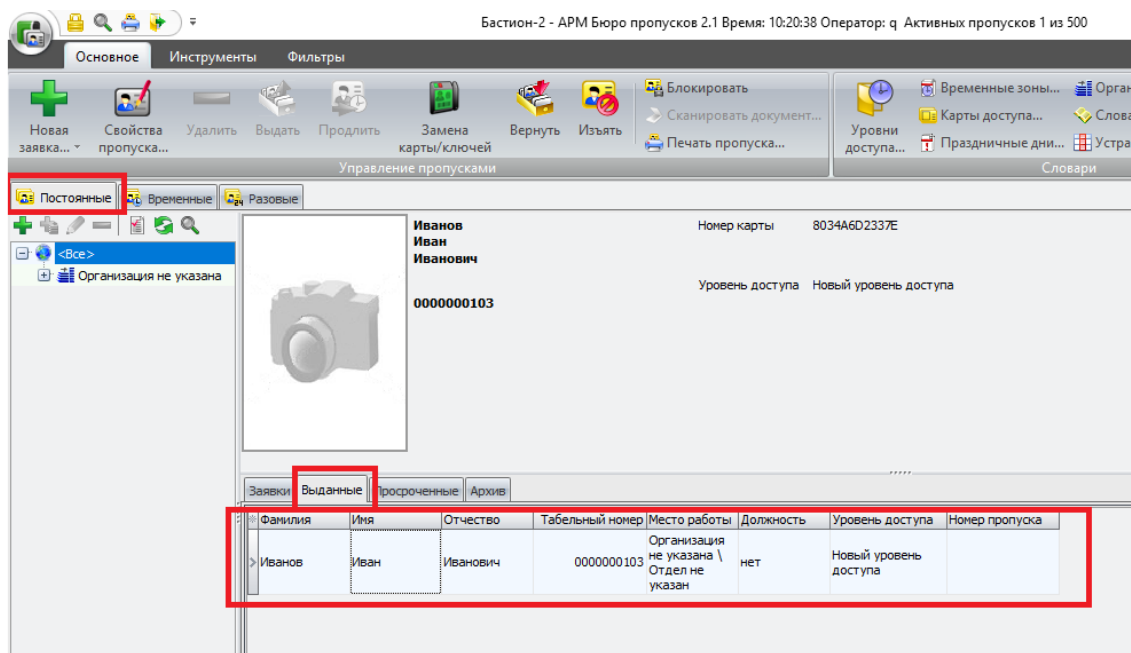 Бастион-2 - АРМ Бюро пропусков 2.1 Время: 10:20:38 Оператор: q Активных пропусков 1 из 500
Основное Инструменты Фильтры
Новая заявка...
Свойства пропуска...
Удалить
Выдать
Продлить
Замена карты/ключей
Вернуть
Изъять
Блокировать
Сканировать документ...
Печать пропуска...
Управление пропусками
Уровни доступа...
Временные зоны...
Карты доступа...
Праздничные дни...
Орган
Слова
Устра
Словари
Постоянные Временные Разовые
<Все>
Организация не указана
Иванов
Иван
Иванович
0000000103
Номер карты 8034A6D2337E
Уровень доступа Новый уровень доступа
Заявки Выданные Просроченные Архив
Фамилия Имя Отчество Табельный номер Место работы Должность Уровень доступа Номер пропуска
Иванов Иван Иванович 0000000103 Организация не указана \ Отдел не указан нет Новый уровень доступа